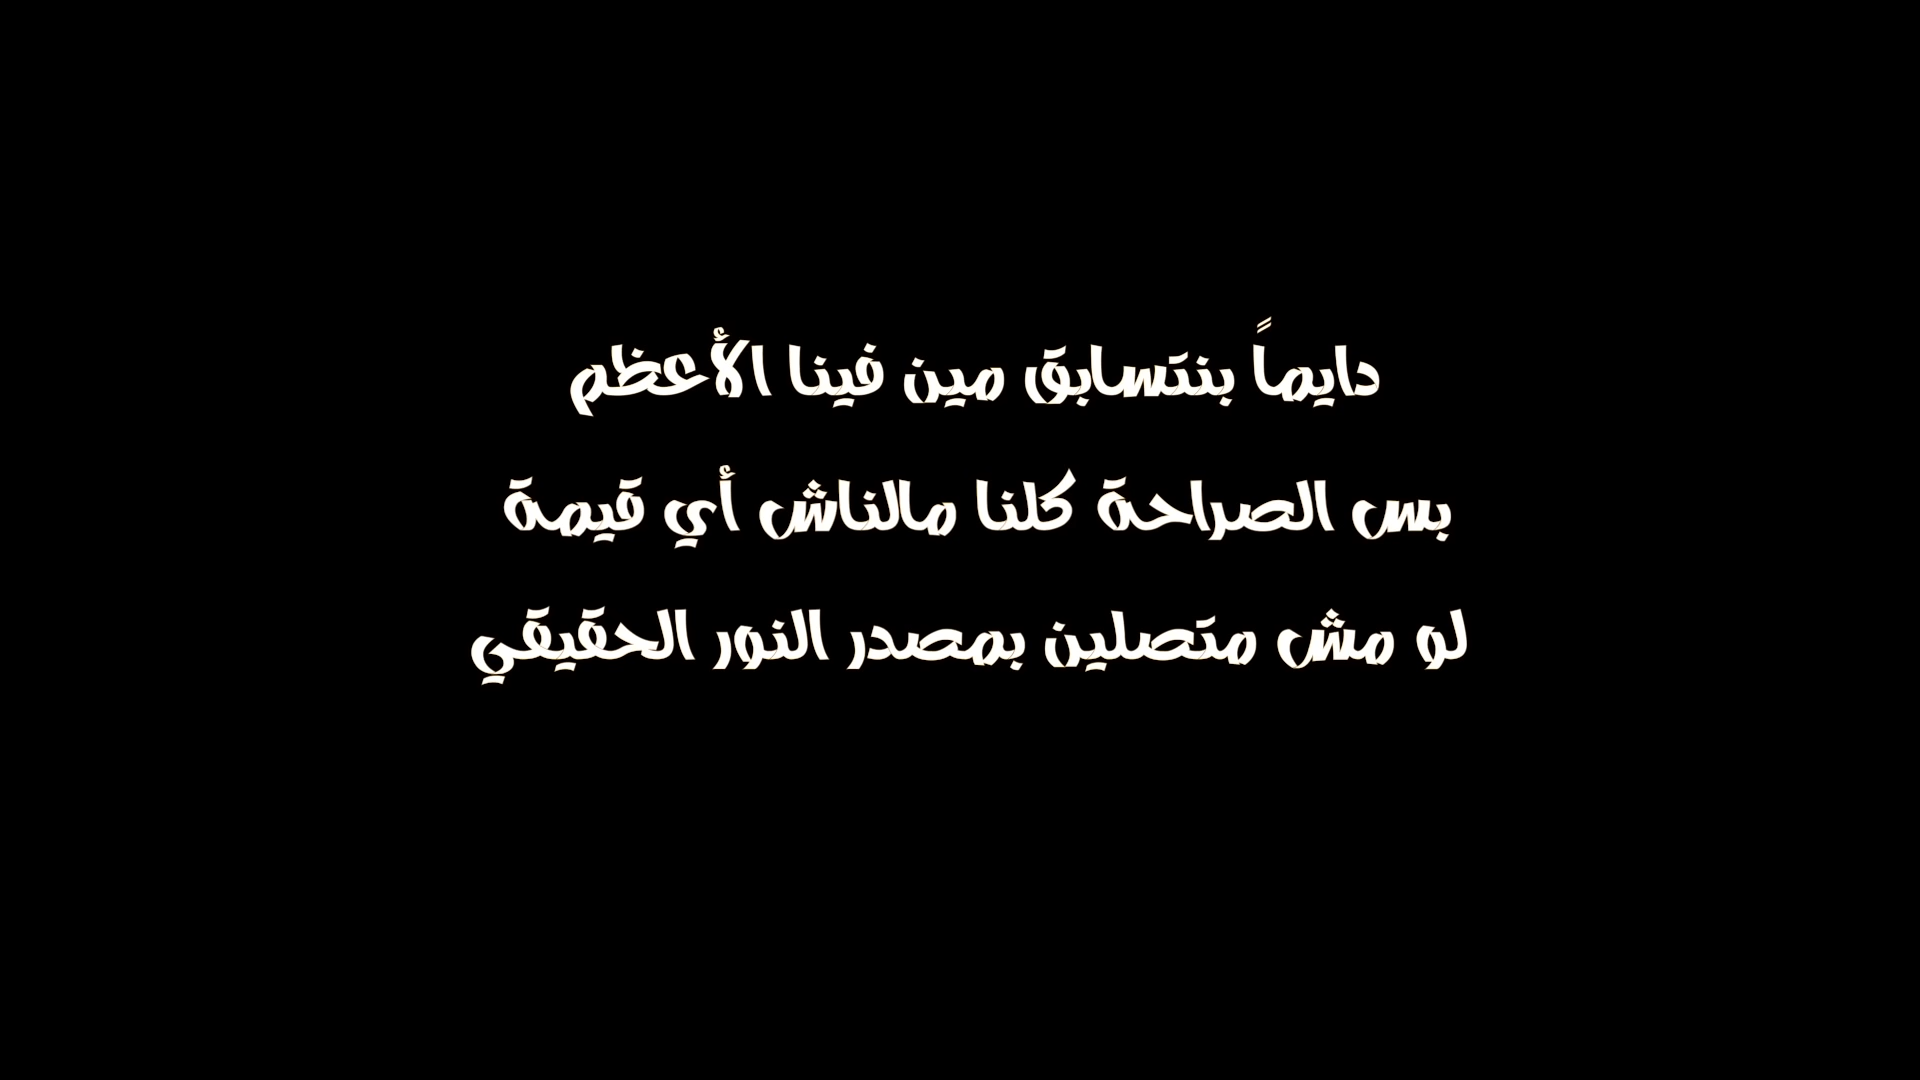 دايماً بنتسابق مين فينا الأعظم
بس الصراحة كلنا مالناش أي قيمة
لو مش متصلين بمصدر النور الحقيقي